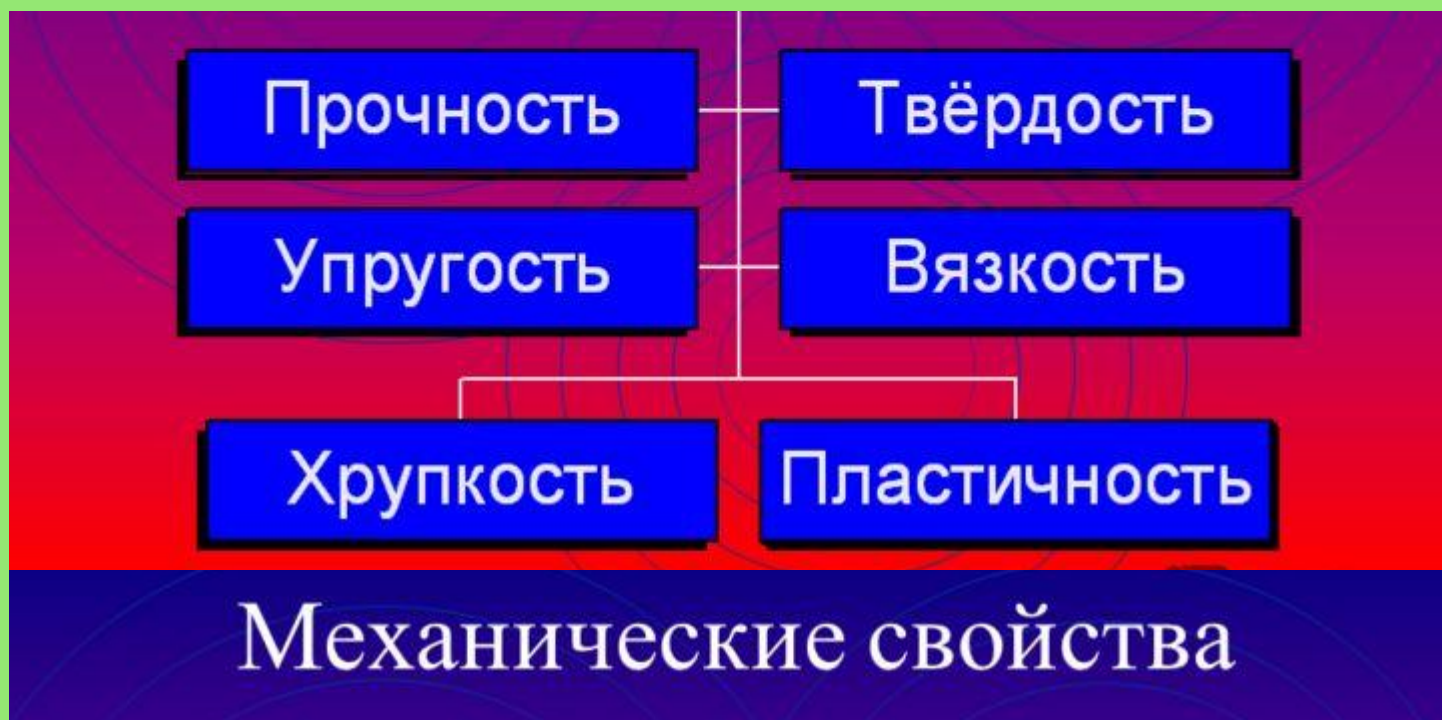 Прочность
Твёрдость
Упругость
Вязкость
Хрупкость
Пластичность
Механические свойства